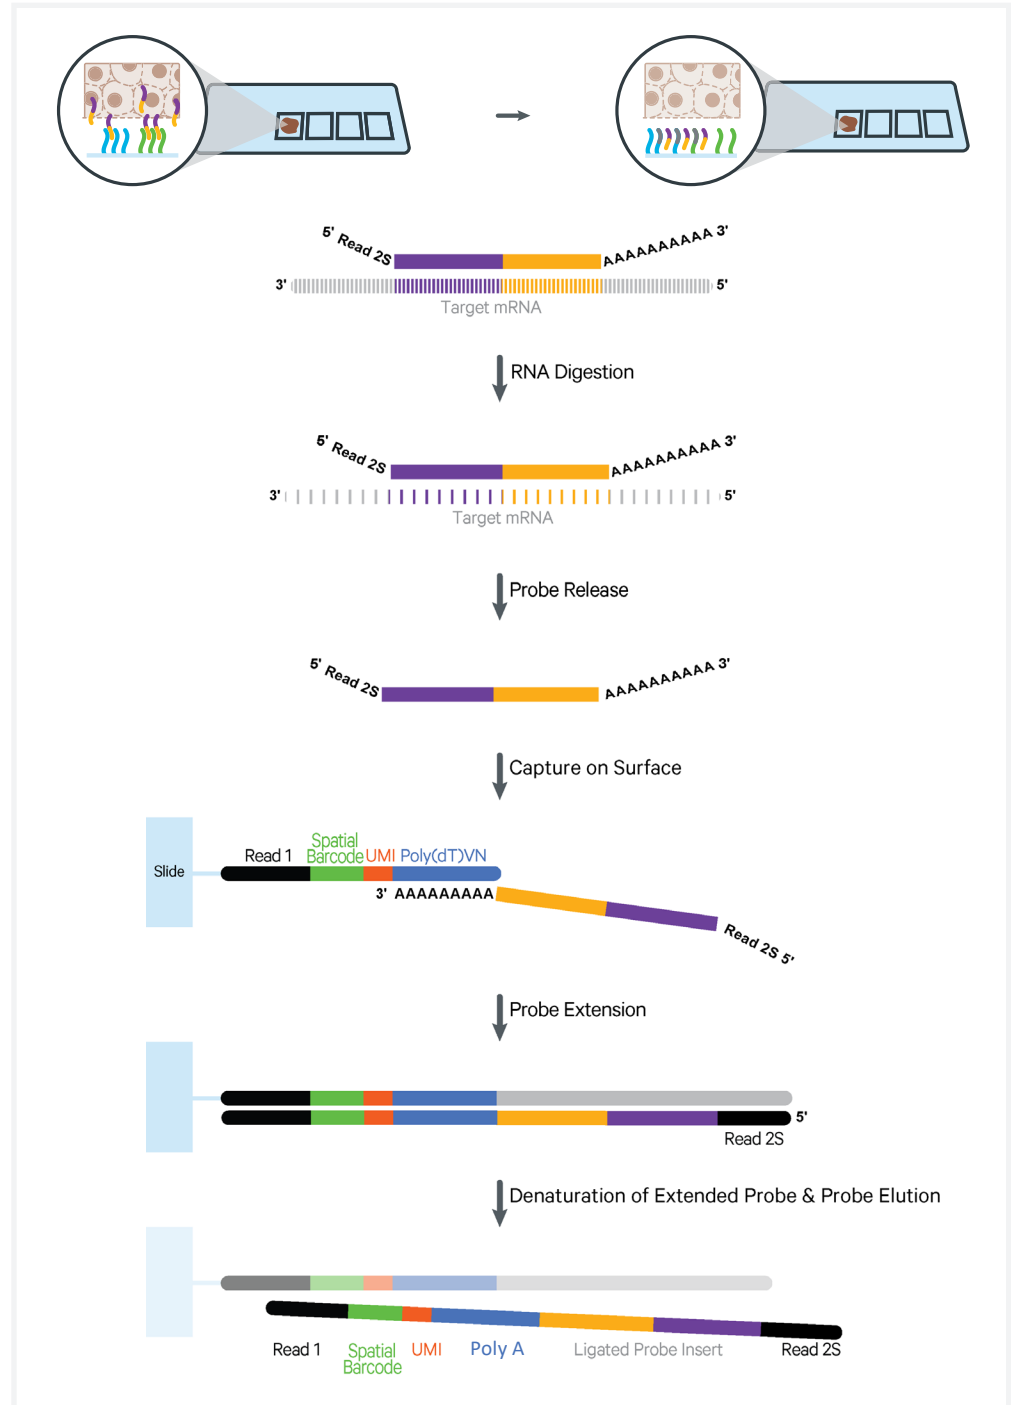 5' Read 2S AAAAAAAAAA 3'
3' 5'
Target mRNA
RNA Digestion
5' Read 2S AAAAAAAAAA 3'
3' 5'
Target mRNA
Probe Release
5' Read 2S AAAAAAAAAA 3'
Capture on Surface
Slide
Read 1
Spatial
Barcode
UMI
Poly(dT)VN
3' AAAAAAAAA
Read 2S 5'
Probe Extension
5'
Read 2S
Denaturation of Extended Probe & Probe Elution
Read 1
Spatial
Barcode
UMI
Poly A
Ligated Probe Insert
Read 2S